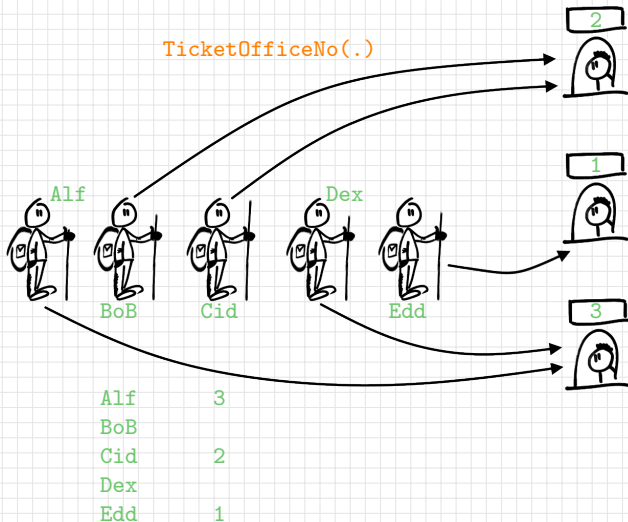 2
TicketOfficeNo(.)
1
Alf
Dex
BoB
Cid
Edd
3
Alf 3
BoB
Cid 2
Dex
Edd 1